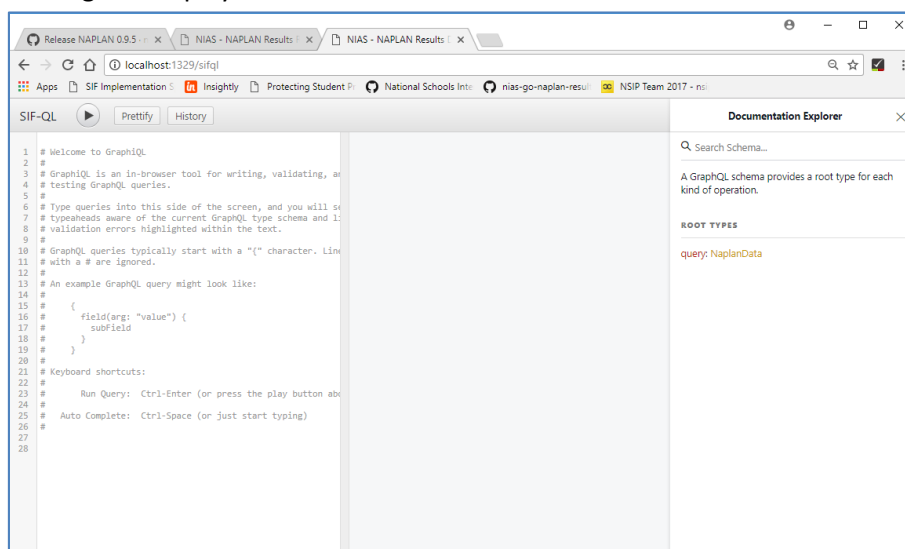 Release NAPLAN 0.9.5 - n
NIAS - NAPLAN Results
NIAS - NAPLAN Results
localhost:1329/sifql
Apps SIF Implementation S Insightly Protecting Student Pr National Schools Inte nias-go-naplan-resul NSIP Team 2017 - nsi
SIF-QL Prettify History
Documentation Explorer
Search Schema...
A GraphQL schema provides a root type for each
kind of operation.
ROOT TYPES
query: NaplanData
1 # Welcome to GraphiQL
2 #
3 # GraphiQL is an in-browser tool for writing, validating, an
4 # testing GraphQL queries.
5 #
6 # Type queries into this side of the screen, and you will se
7 # typeaheads aware of the current GraphQL type schema and li
8 # validation errors highlighted within the text.
9 #
10 # GraphQL queries typically start with a "{" character. Line
11 # with a # are ignored.
12 #
13 # An example GraphQL query might look like:
14 #
15 # {
16 # field(arg: "value") {
17 # subField
18 # }
19 # }
20 #
21 # Keyboard shortcuts:
22 #
23 # Run Query: Ctrl-Enter (or press the play button abo
24 #
25 # Auto Complete: Ctrl-Space (or just start typing)
26 #
27
28